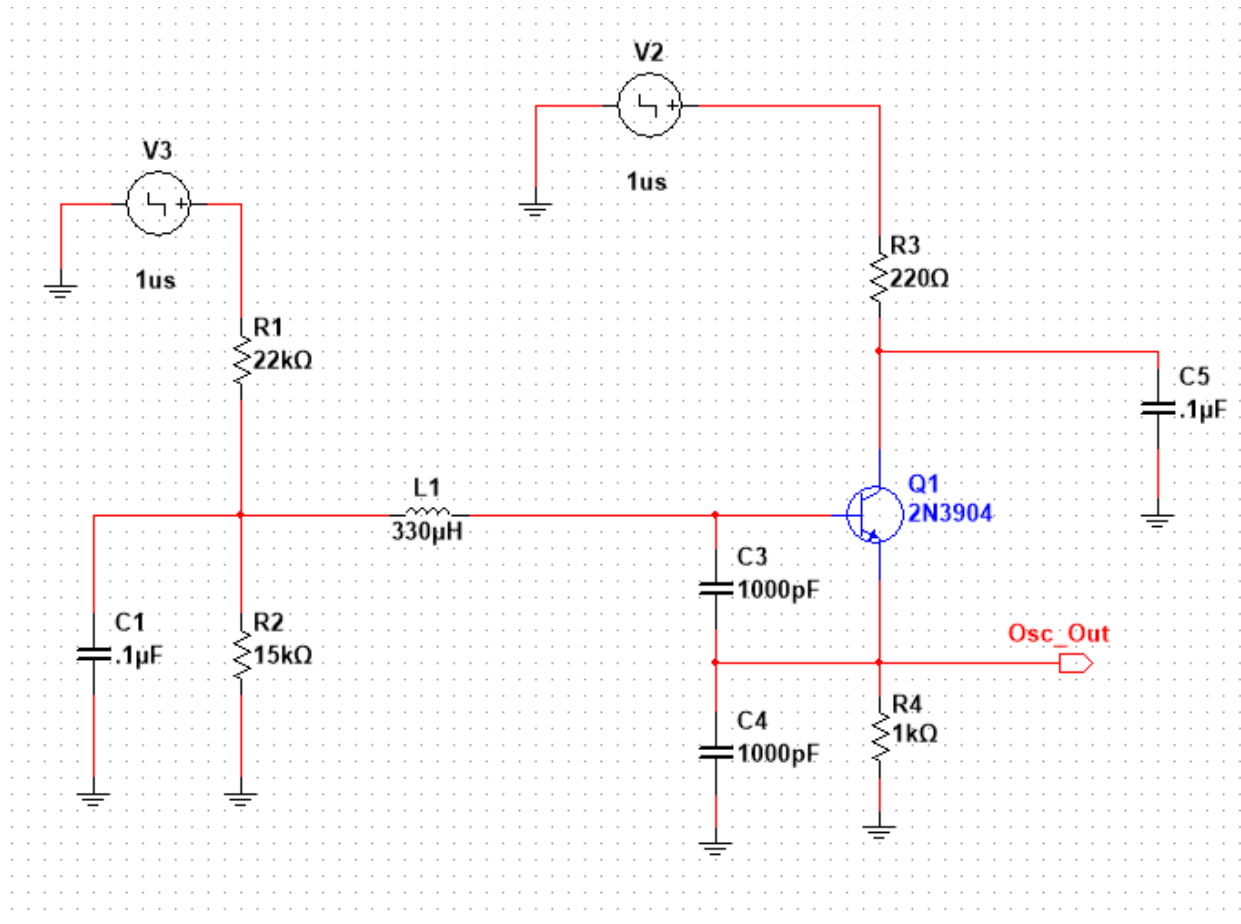 V2
1us
V3
1us
R3
220Ω
R1
22kΩ
C5
.1µF
L1
330µH
Q1
2N3904
C3
1000pF
C1
.1µF
R2
15kΩ
Osc_Out
C4
1000pF
R4
1kΩ